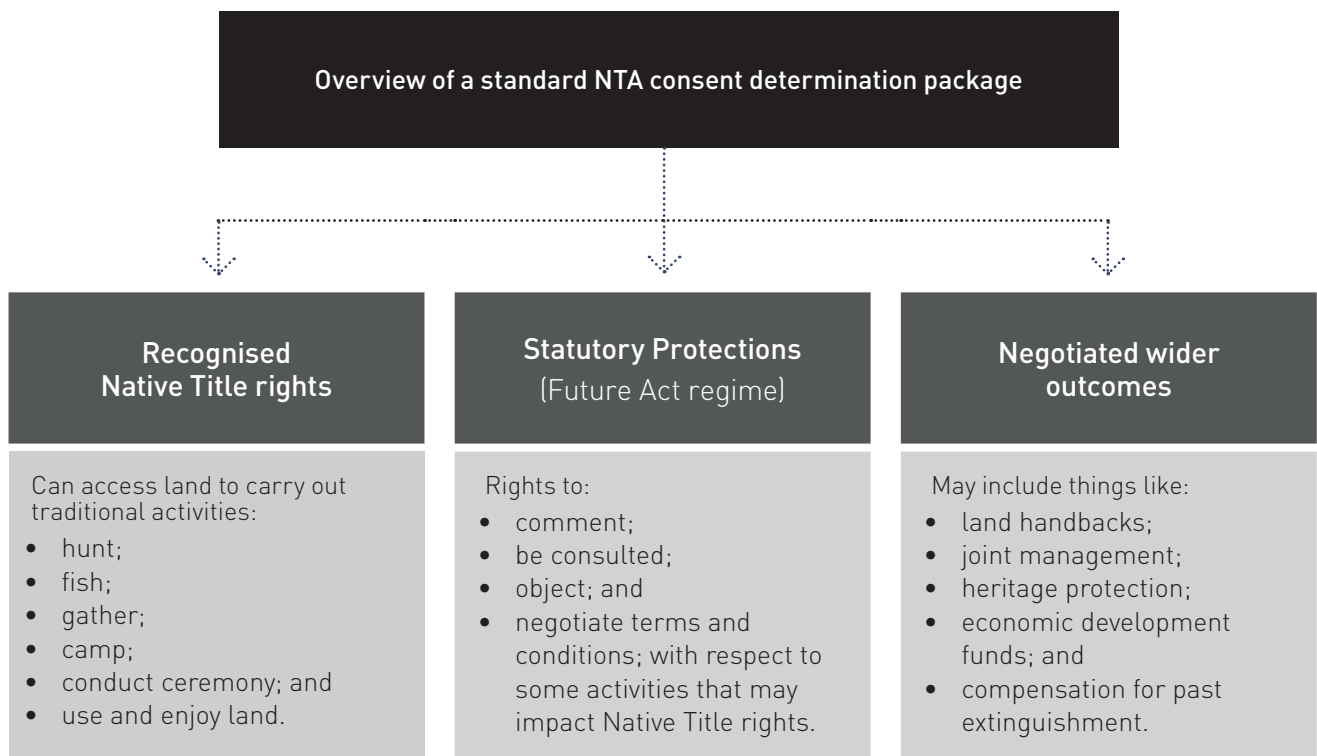 Overview of a standard NTA consent determination package
Recognised
Native Title rights
Can access land to carry out
traditional activities:
• hunt;
• fish;
• gather;
• camp;
• conduct ceremony; and
• use and enjoy land.
Statutory Protections
(Future Act regime)
Rights to:
• comment;
• be consulted;
• object; and
• negotiate terms and
conditions; with respect to
some activities that may
impact Native Title rights.
Negotiated wider
outcomes
May include things like:
• land handbacks;
• joint management;
• heritage protection;
• economic development
funds; and
• compensation for past
extinguishment.